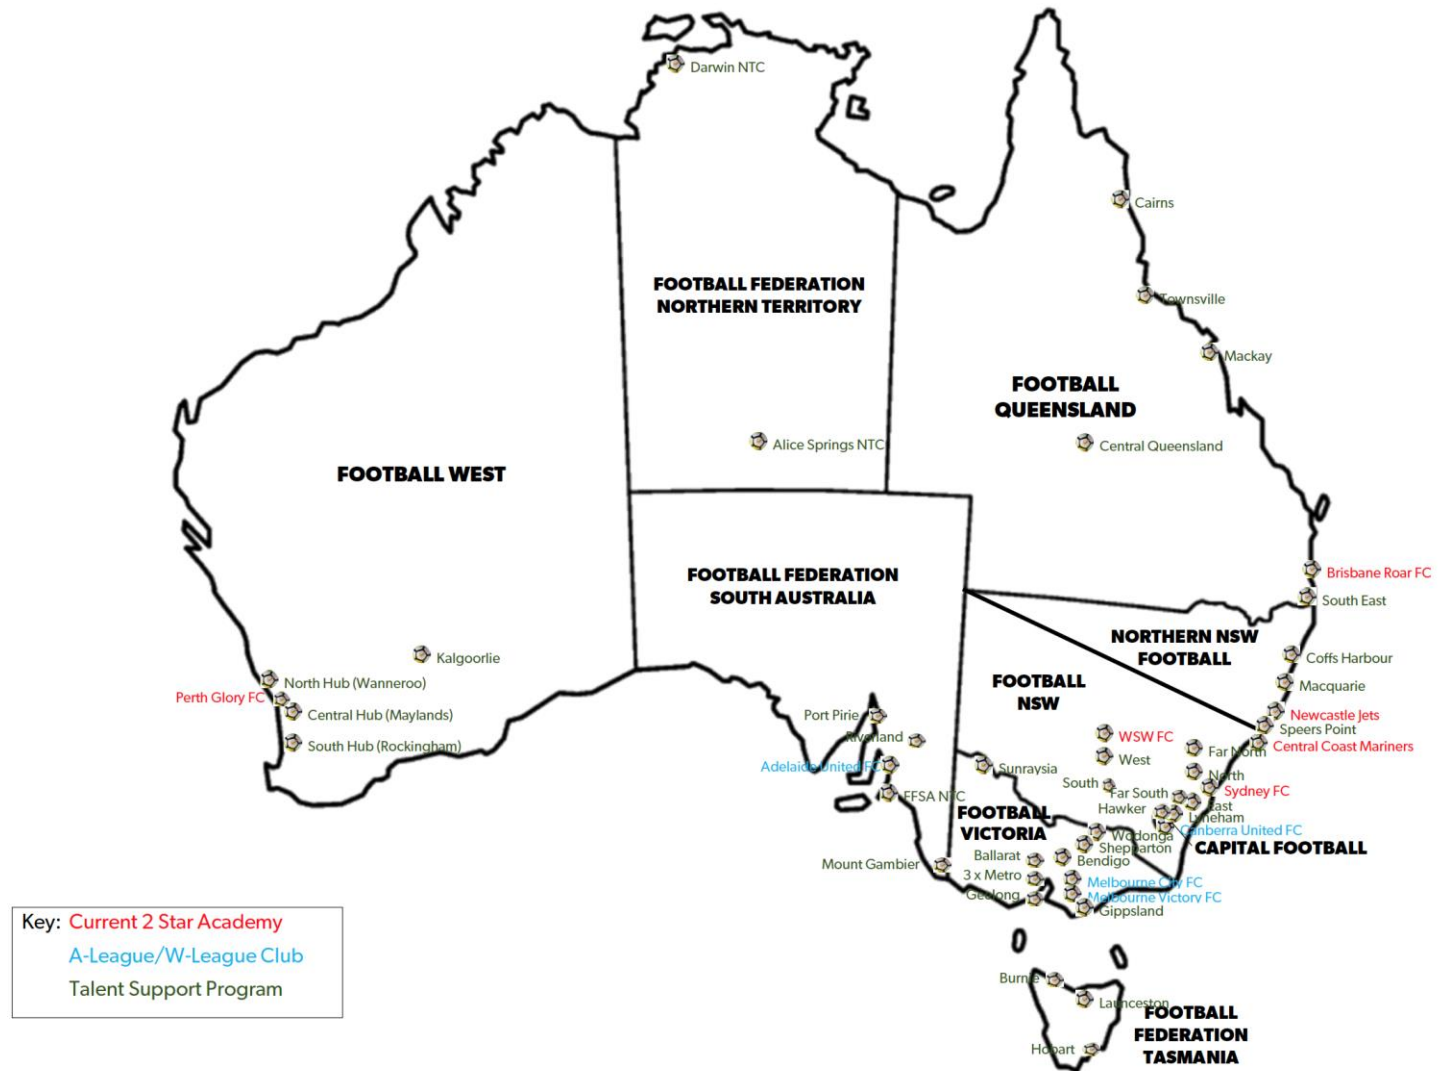 Darwin NTC
Cairns
FOOTBALL FEDERATION
NORTHERN TERRITORY
Townsville
Mackay
FOOTBALL
QUEENSLAND
Alice Springs NTC
Central Queensland
FOOTBALL WEST
FOOTBALL FEDERATION
SOUTH AUSTRALIA
Brisbane Roar FC
South East
NORTHERN NSW
FOOTBALL
Kalgoorlie
Coffs Harbour
North Hub (Wanneroo)
Perth Glory FC
Central Hub (Maylands)
South Hub (Rockingham)
FOOTBALL
NSW
Macquarie
Newcastle Jets
Speers Point
Central Coast Mariners
Port Pirie
Riverland
Adelaide United FC
FFSA NTC
Mount Gambier
WSW FC
West
Far North
North
Sunraysia
South
Far South
Sydney FC
East
Hawker
Lyneham
Canberra United FC
CAPITAL FOOTBALL
FOOTBALL
VICTORIA
Wodonga
Shepparton
Ballarat
Bendigo
3 x Metro
Melbourne City FC
Geelong
Melbourne Victory FC
Gippsland
Key: Current 2 Star Academy
A-League/W-League Club
Talent Support Program
Burnie
Launceston
Hobart
FOOTBALL
FEDERATION
TASMANIA